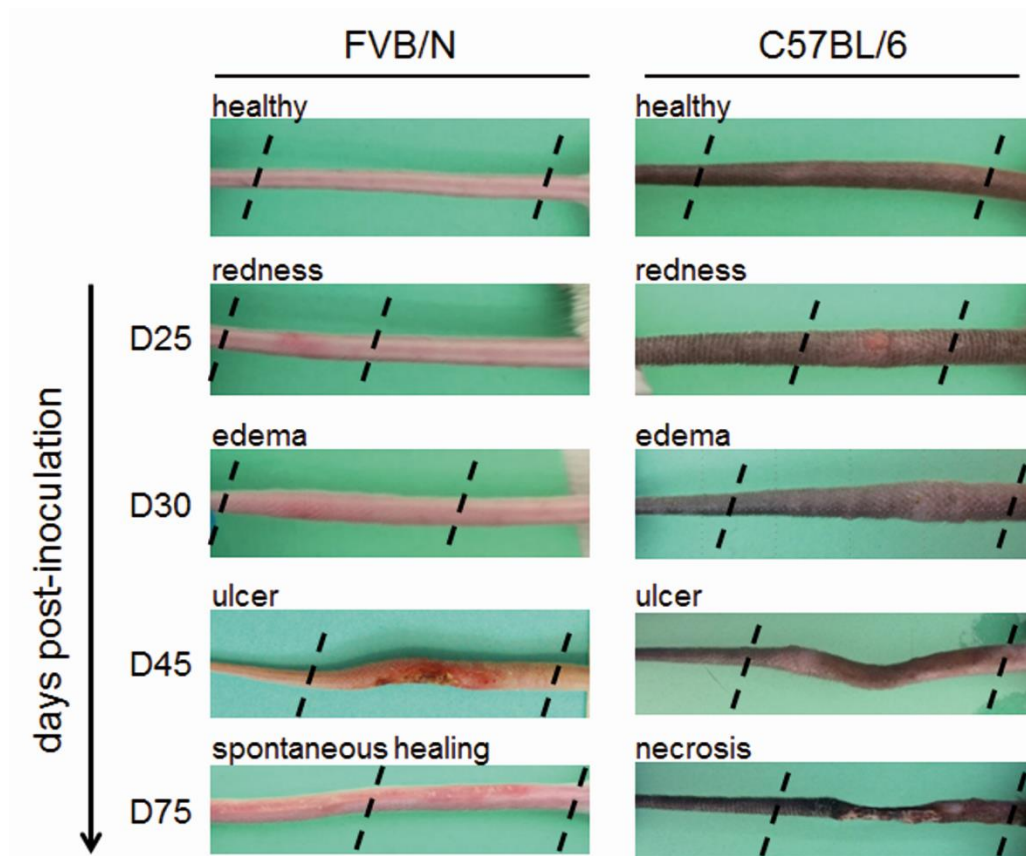 FVB/N C57BL/6
healthy healthy
redness redness
D25
edema edema
D30
ulcer ulcer
D45
spontaneous healing necrosis
D75
days post-inoculation